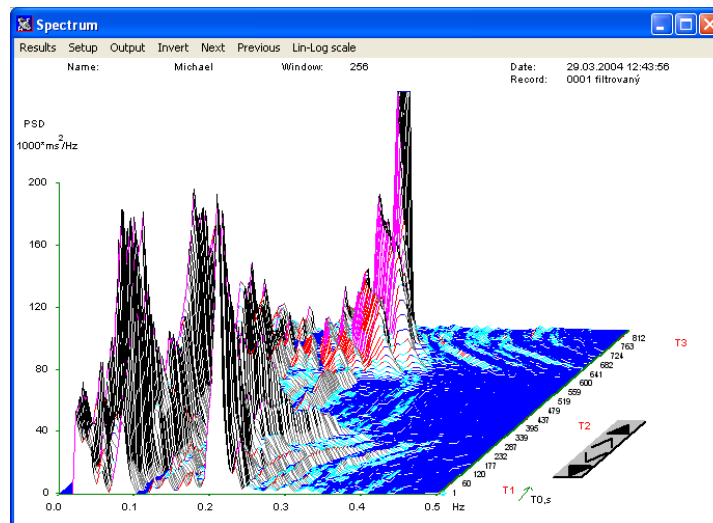 Spectrum
Results Setup Output Invert Next Previous Lin-Log scale
Name: Michael Window: 256 Date: 29.03.2004 12:43:56
Record: 0001 filtrovaný
PSD
1000*ms²/Hz
200
160
120
80
40
0
0.0 0.1 0.2 0.3 0.4 0.5 Hz
812
763
724
682
641
600
559
519
479
437
395
339
287
232
177
120
60
1
T3
T2
T1
T0,s